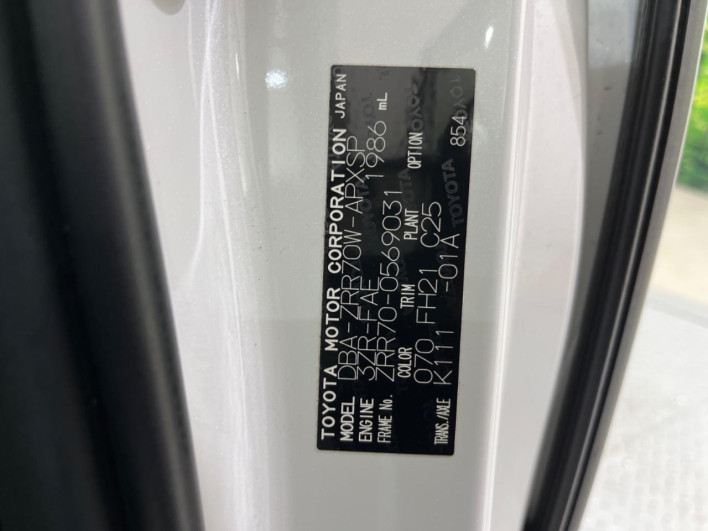 TOYOTA MOTOR CORPORATION JAPAN
MODEL DBA-ZRR70W-APXSP
ENGINE 3ZR-FAE 1986 mL
FRAME No. ZRR70-0569031
COLOR TRIM PLANT OPTION
070 FH21 C25
TRANS./AXLE K111 -01A 854
TOYOTA